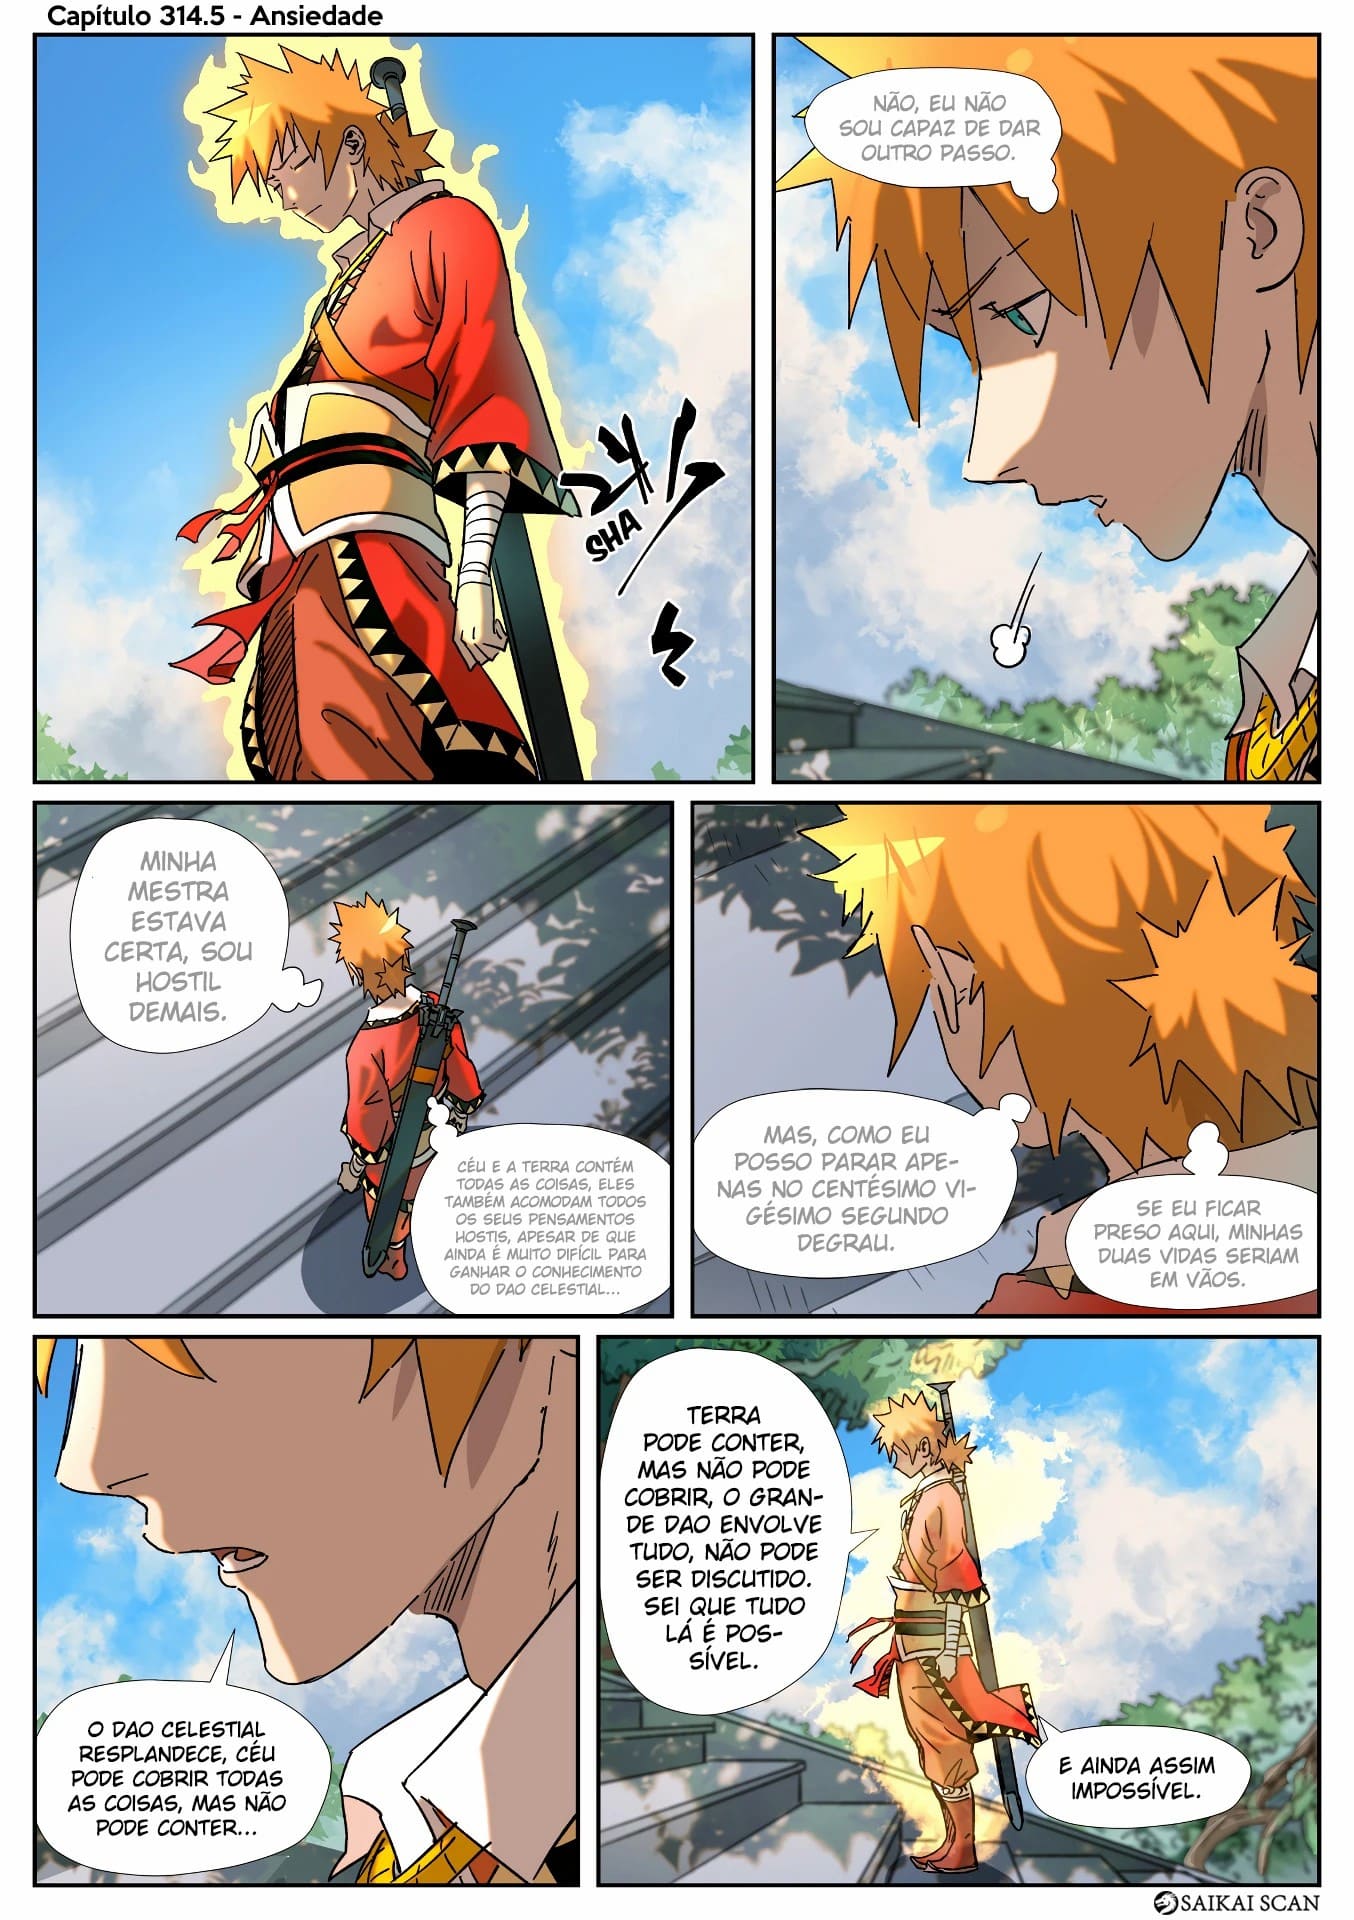 Capítulo 314.5 - Ansiedade
SHA
NÃO, EU NÃO
SOU CAPAZ DE DAR
OUTRO PASSO.
MINHA
MESTRA
ESTAVA
CERTA, SOU
HOSTIL
DEMAIS.
CÉU E A TERRA CONTÉM
TODAS AS COISAS, ELES
TAMBÉM ACOMODAM TODOS
OS SEUS PENSAMENTOS
HOSTIS, APESAR DE QUE
AINDA É MUITO DIFÍCIL PARA
GANHAR O CONHECIMENTO
DO DAO CELESTIAL...
MAS, COMO EU
POSSO PARAR APE-
NAS NO CENTÉSIMO VI-
GÉSIMO SEGUNDO
DEGRAU.
SE EU FICAR
PRESO AQUI, MINHAS
DUAS VIDAS SERIAM
EM VÃOS.
O DAO CELESTIAL
RESPLANDECE, CÉU
PODE COBRIR TODAS
AS COISAS, MAS NÃO
PODE CONTER...
TERRA
PODE CONTER,
MAS NÃO PODE
COBRIR, O GRAN-
DE DAO ENVOLVE
TUDO, NÃO PODE
SER DISCUTIDO.
SEI QUE TUDO
LÁ É POS-
SÍVEL.
E AINDA ASSIM
IMPOSSÍVEL.
SAIKAI SCAN